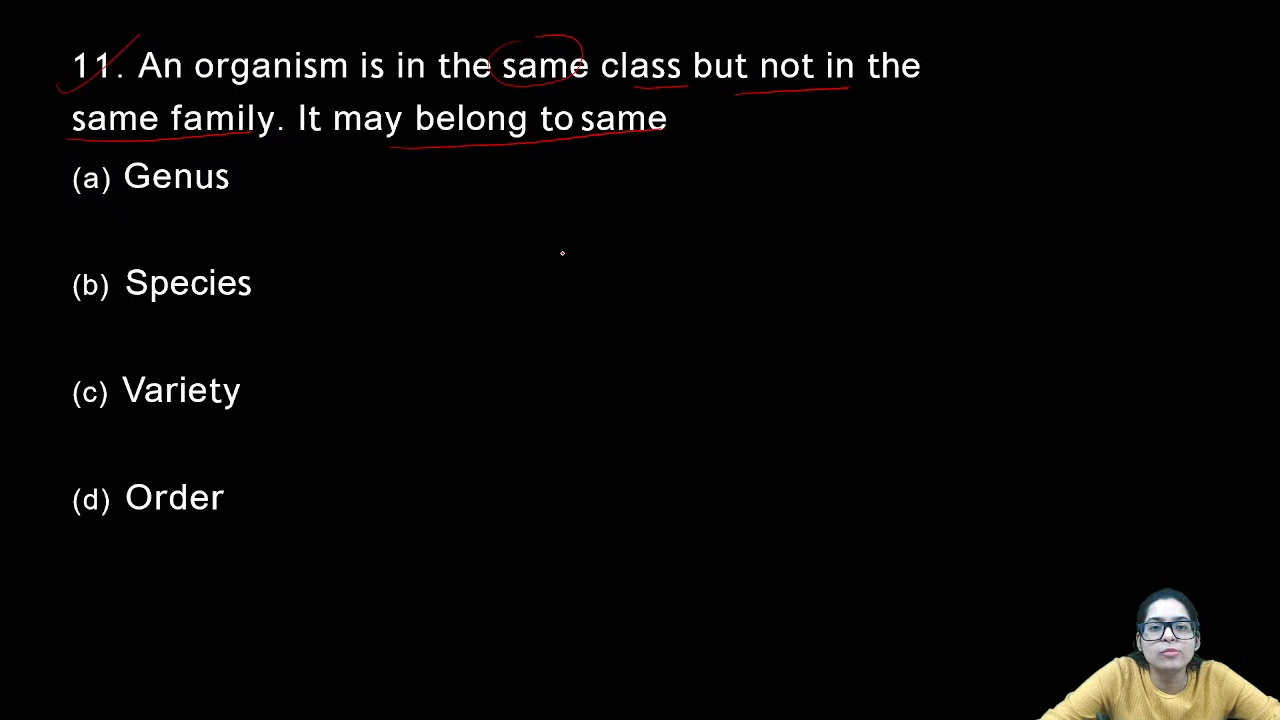 11. An organism is in the same class but not in the
same family. It may belong to same
(a) Genus
(b) Species
(c) Variety
(d) Order